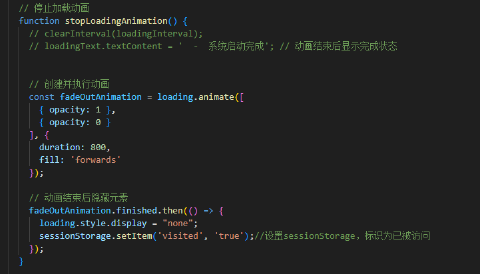 // 停止加载动画
function stopLoadingAnimation() {
// clearInterval(loadingInterval);
// loadingText.textContent = ' - 系统启动完成'; // 动画结束后显示完成状态
// 创建并执行动画
const fadeOutAnimation = loading.animate([
{ opacity: 1 },
{ opacity: 0 }
], {
duration: 800,
fill: 'forwards'
});
// 动画结束后隐藏元素
fadeOutAnimation.finished.then(() => {
loading.style.display = "none";
sessionStorage.setItem('visited', 'true');//设置sessionStorage，标识为已被访问
});
}